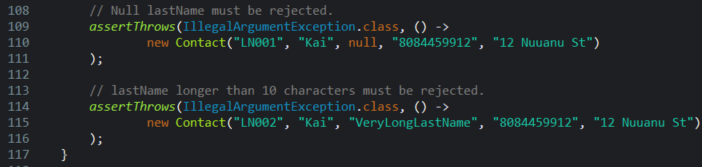 108 // Null lastName must be rejected.
109 assertThrows(IllegalArgumentException.class, () ->
110 new Contact("LN001", "Kai", null, "8084459912", "12 Nuuanu St")
111 );
112
113 // lastName longer than 10 characters must be rejected.
114 assertThrows(IllegalArgumentException.class, () ->
115 new Contact("LN002", "Kai", "VeryLongLastName", "8084459912", "12 Nuuanu St")
116 );
117 }